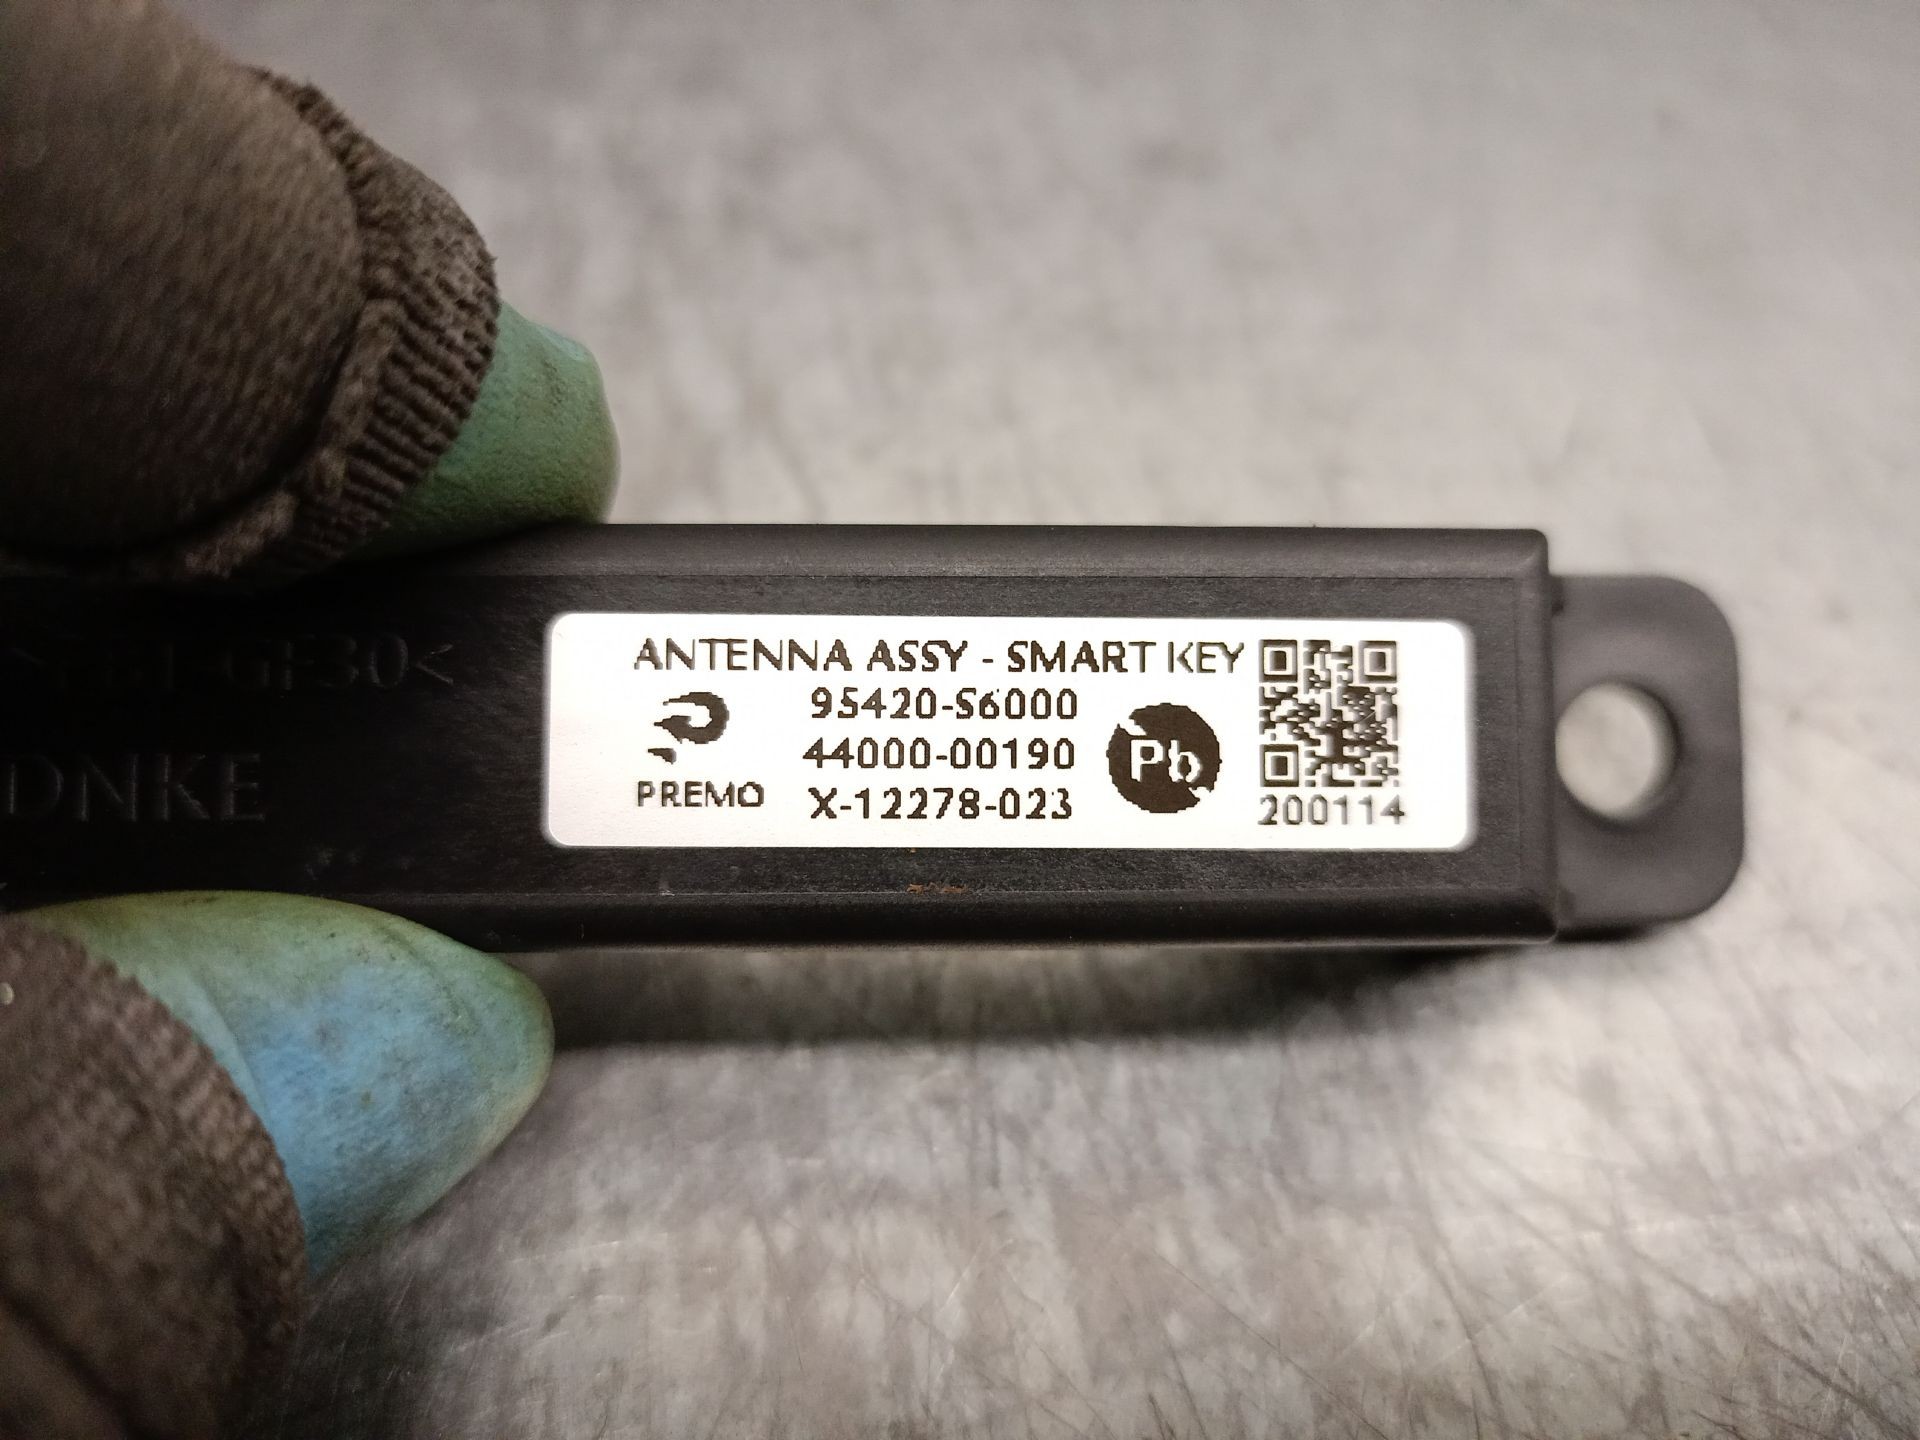 ANTENNA ASSY - SMART KEY
95420-S6000
44000-00190
X-12278-023
PREMO
Pb
200114
DNKE